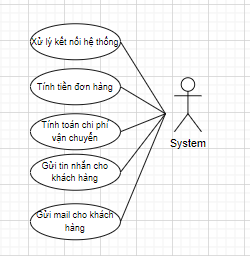 Xử lý kết nối hệ thống
Tính tiền đơn hàng
Tính toán chi phí
vận chuyển
Gửi tin nhắn cho
khách hàng
Gửi mail cho khách
hàng
System